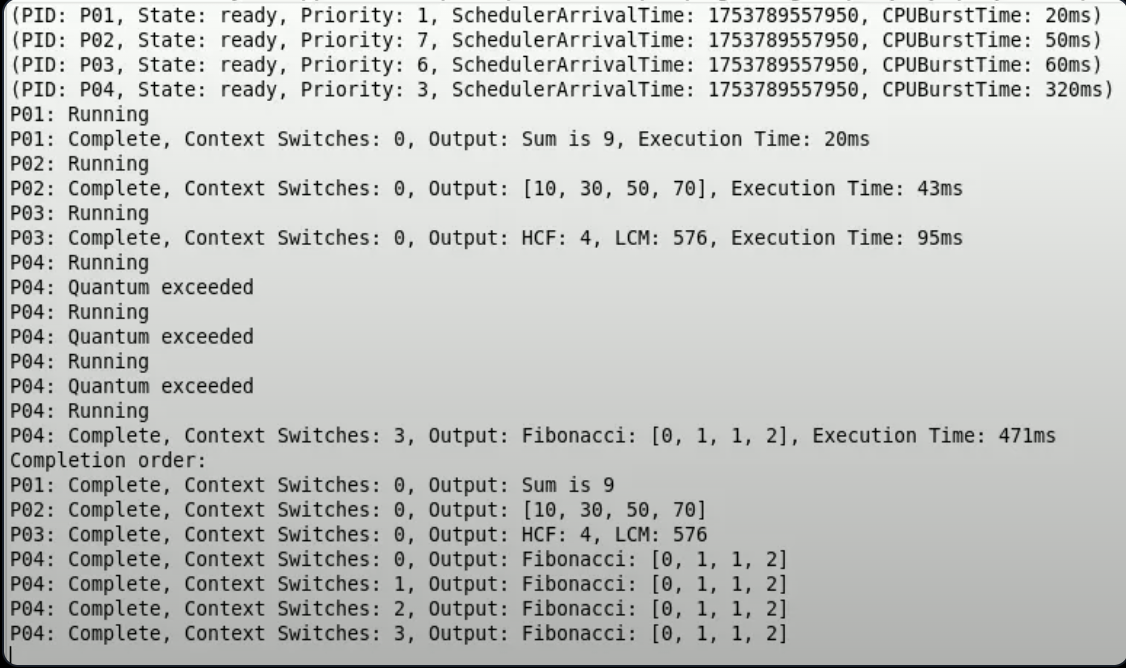 (PID: P01, State: ready, Priority: 1, SchedulerArrivalTime: 1753789557950, CPUBurstTime: 20ms)
(PID: P02, State: ready, Priority: 7, SchedulerArrivalTime: 1753789557950, CPUBurstTime: 50ms)
(PID: P03, State: ready, Priority: 6, SchedulerArrivalTime: 1753789557950, CPUBurstTime: 60ms)
(PID: P04, State: ready, Priority: 3, SchedulerArrivalTime: 1753789557950, CPUBurstTime: 320ms)
P01: Running
P01: Complete, Context Switches: 0, Output: Sum is 9, Execution Time: 20ms
P02: Running
P02: Complete, Context Switches: 0, Output: [10, 30, 50, 70], Execution Time: 43ms
P03: Running
P03: Complete, Context Switches: 0, Output: HCF: 4, LCM: 576, Execution Time: 95ms
P04: Running
P04: Quantum exceeded
P04: Running
P04: Quantum exceeded
P04: Running
P04: Quantum exceeded
P04: Running
P04: Complete, Context Switches: 3, Output: Fibonacci: [0, 1, 1, 2], Execution Time: 471ms
Completion order:
P01: Complete, Context Switches: 0, Output: Sum is 9
P02: Complete, Context Switches: 0, Output: [10, 30, 50, 70]
P03: Complete, Context Switches: 0, Output: HCF: 4, LCM: 576
P04: Complete, Context Switches: 0, Output: Fibonacci: [0, 1, 1, 2]
P04: Complete, Context Switches: 1, Output: Fibonacci: [0, 1, 1, 2]
P04: Complete, Context Switches: 2, Output: Fibonacci: [0, 1, 1, 2]
P04: Complete, Context Switches: 3, Output: Fibonacci: [0, 1, 1, 2]